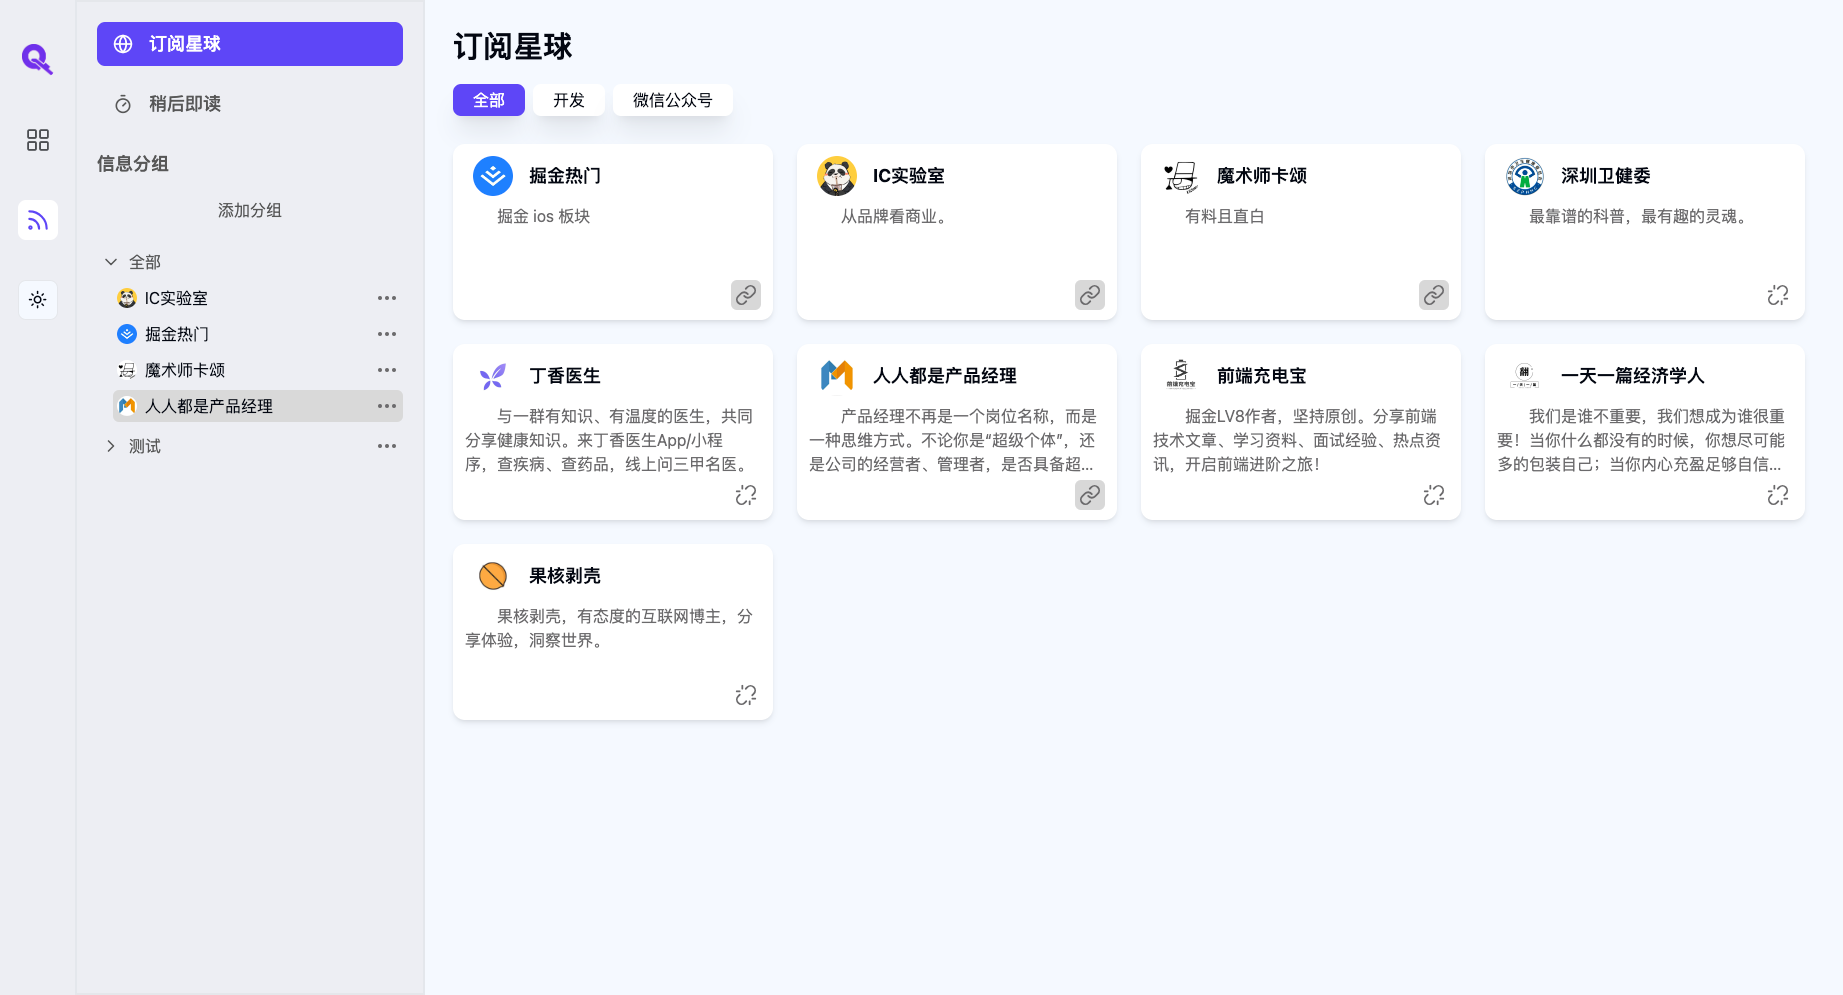 订阅星球
稍后即读
信息分组
添加分组
全部
IC实验室
掘金热门
魔术师卡颂
人人都是产品经理
测试
订阅星球
全部
开发
微信公众号
掘金热门
掘金 ios 板块
IC实验室
从品牌看商业。
魔术师卡颂
有料且直白
深圳卫健委
最靠谱的科普，最有趣的灵魂。
丁香医生
与一群有知识、有温度的医生，共同
分享健康知识。来丁香医生App/小程
序，查疾病、查药品，线上问三甲名医。
人人都是产品经理
产品经理不再是一个岗位名称，而是
一种思维方式。不论你是“超级个体”，还
是公司的经营者、管理者，是否具备超...
前端充电宝
前端充电宝
掘金LV8作者，坚持原创。分享前端
技术文章、学习资料、面试经验、热点资
讯，开启前端进阶之旅！
一天一篇经济学人
我们是谁不重要，我们想成为谁很重
要！当你什么都没有的时候，你想尽可能
多的包装自己；当你内心充盈足够自信...
果核剥壳
果核剥壳，有态度的互联网博主，分
享体验，洞察世界。